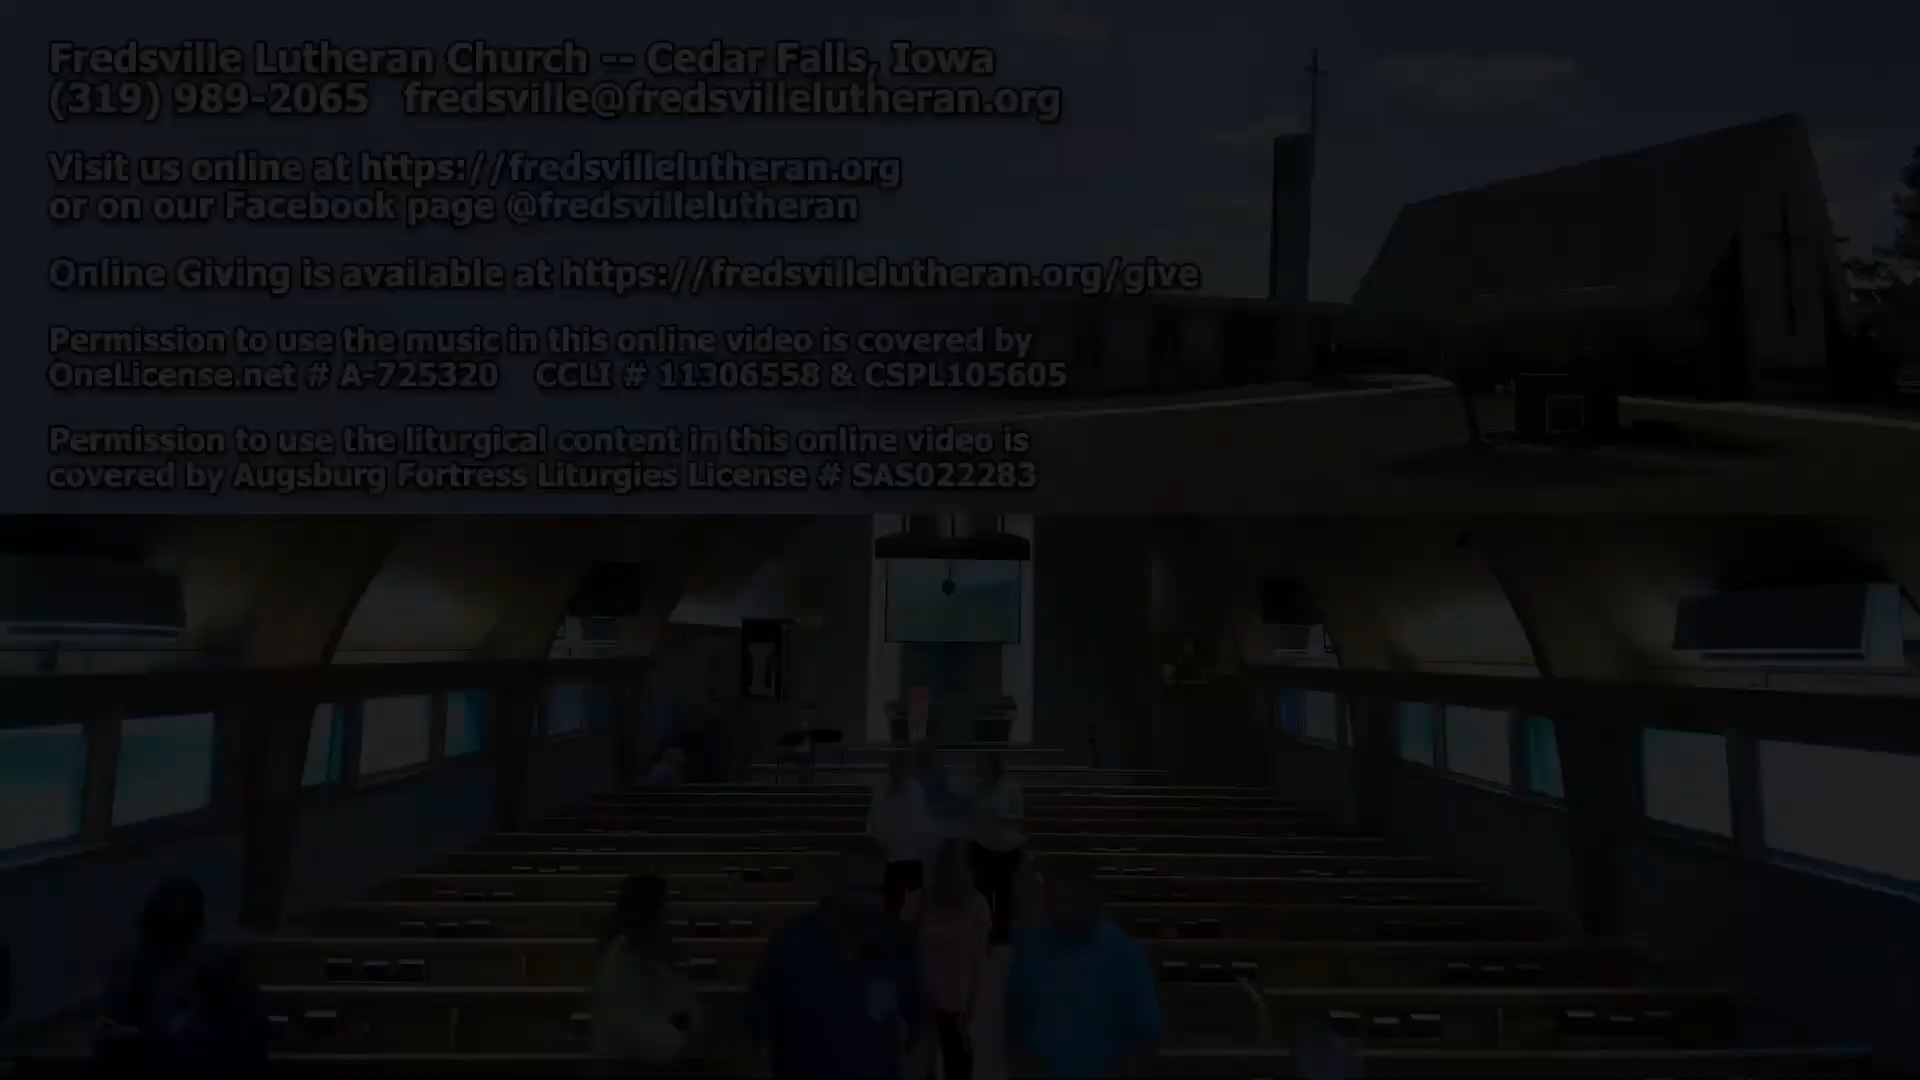 Fredsville Lutheran Church -- Cedar Falls, Iowa
(319) 989-2065 fredsville@fredsvillelutheran.org
Visit us online at https://fredsvillelutheran.org
or on our Facebook page @fredsvillelutheran
Online Giving is available at https://fredsvillelutheran.org/give
Permission to use the music in this online video is covered by
OneLicense.net # A-725320 CCLI # 11306558 & CSPL105605
Permission to use the liturgical content in this online video is
covered by Augsburg Fortress Liturgies License # SAS022283